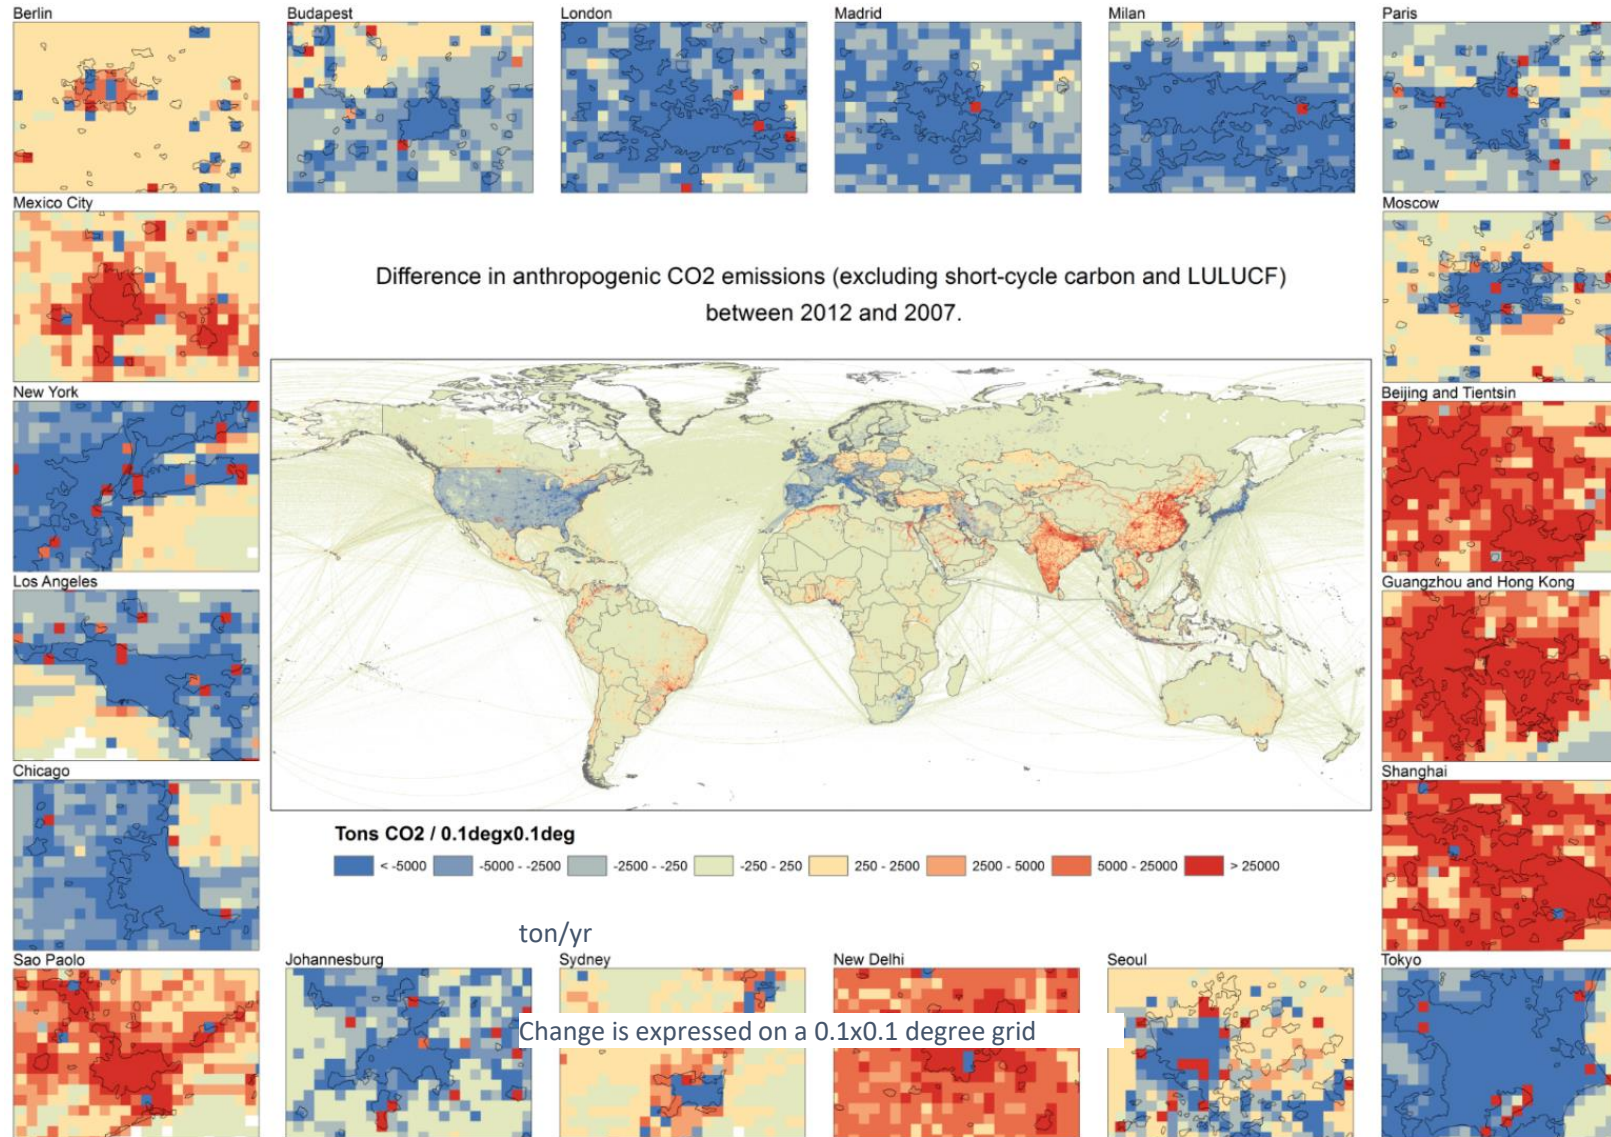 Berlin
Budapest
London
Madrid
Milan
Paris
Mexico City
Moscow
Difference in anthropogenic CO2 emissions (excluding short-cycle carbon and LULUCF)
between 2012 and 2007.
New York
Beijing and Tientsin
Los Angeles
Guangzhou and Hong Kong
Chicago
Shanghai
Tons CO2 / 0.1degx0.1deg
< -5000
-5000 - -2500
-2500 - -250
-250 - 250
250 - 2500
2500 - 5000
5000 - 25000
> 25000
ton/yr
Sao Paolo
Johannesburg
Sydney
New Delhi
Seoul
Tokyo
Change is expressed on a 0.1x0.1 degree grid